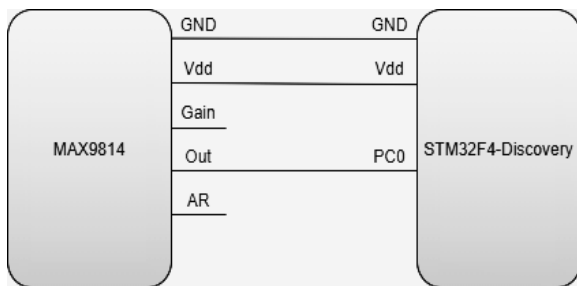 GND GND
Vdd Vdd
Gain
MAX9814 STM32F4-Discovery
Out PC0
AR